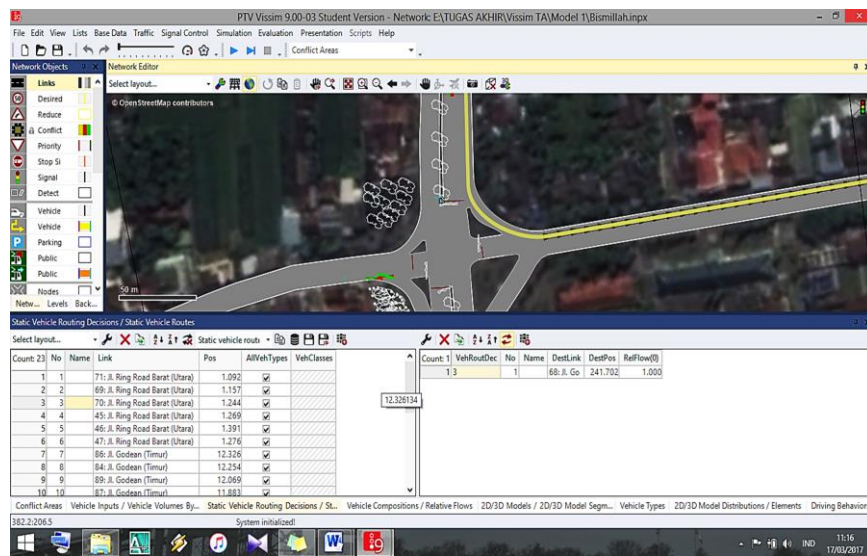 PTV Vissim 9.00-03 Student Version - Network: E:\TUGAS AKHIR\Vissim TA\Model 1\Bismillah.inpx
File Edit View Lists Base Data Traffic Signal Control Simulation Evaluation Presentation Scripts Help
Conflict Areas
Network Objects
Network Editor
Select layout...
Links
Desired
Reduce
a Conflict
Priority
Stop Si
Signal
Detect
Vehicle
Vehicle
Parking
Public
Public
Nodes
Netw... Levels Back...
© OpenStreetMap contributors
50 m
Static Vehicle Routing Decisions / Static Vehicle Routes
Select layout... Static vehicle route
Count: 23 No Name Link Pos AllVehTypes VehClasses
1 1 71: Jl. Ring Road Barat (Utara) 1.092
2 2 69: Jl. Ring Road Barat (Utara) 1.157
3 3 70: Jl. Ring Road Barat (Utara) 1.244
4 4 45: Jl. Ring Road Barat (Utara) 1.269
5 5 46: Jl. Ring Road Barat (Utara) 1.391
6 6 47: Jl. Ring Road Barat (Utara) 1.276
7 7 86: Jl. Godean (Timur) 12.326
8 8 84: Jl. Godean (Timur) 12.254
9 9 89: Jl. Godean (Timur) 12.069
10 10 87: Jl. Godean (Timur) 11.883
12.326134
Count: 1 VehRoutDec No Name DestLink DestPos RelFlow(0)
1 3 1 68: Jl. Go 241.702 1.000
Conflict Areas Vehicle Inputs / Vehicle Volumes By... Static Vehicle Routing Decisions / St... Vehicle Compositions / Relative Flows 2D/3D Models / 2D/3D Model Segm... Vehicle Types 2D/3D Model Distributions / Elements Driving Behavior
382.2:206.5 System initialized!
IND
11:16
17/03/2017